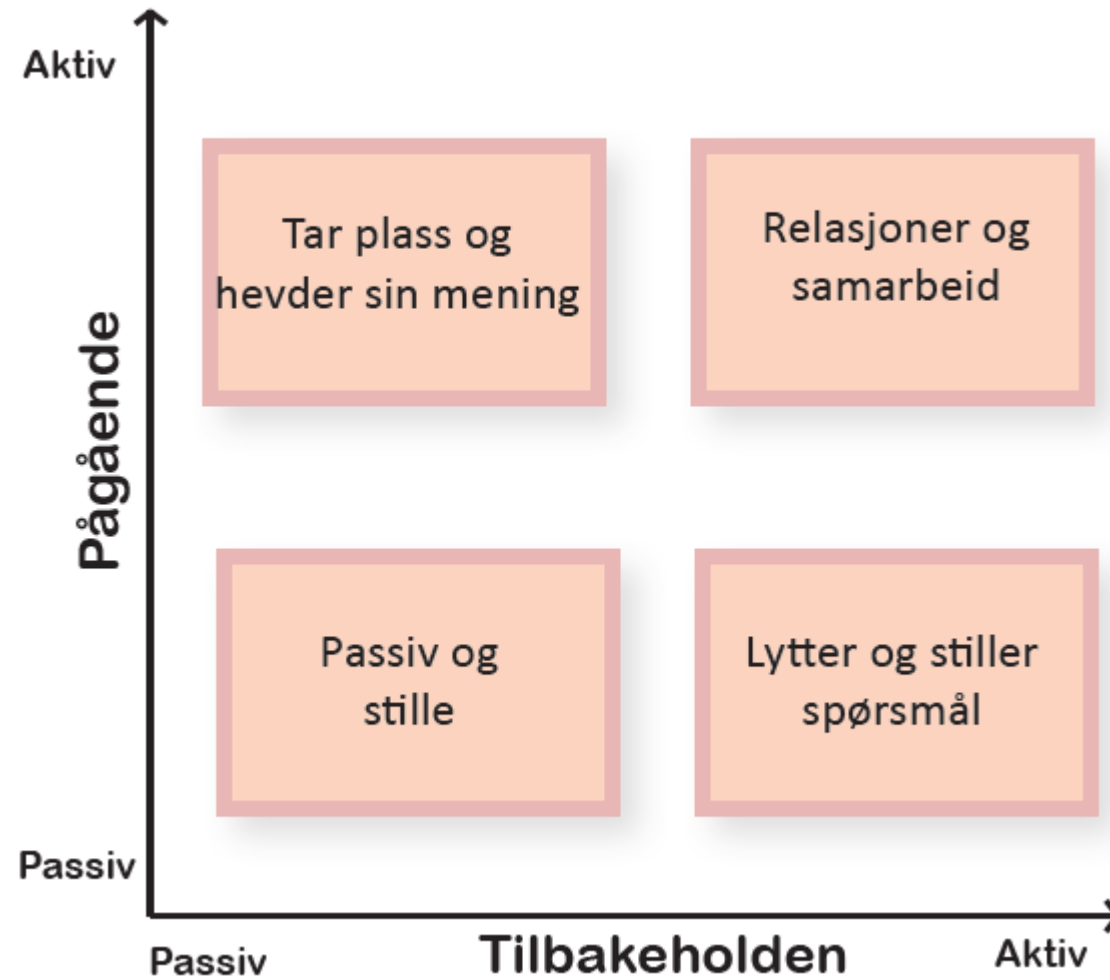 Aktiv
Tar plass og
hevder sin mening
Relasjoner og
samarbeid
Pågående
Passiv og
stille
Lytter og stiller
spørsmål
Passiv
Passiv
Tilbakeholden
Aktiv